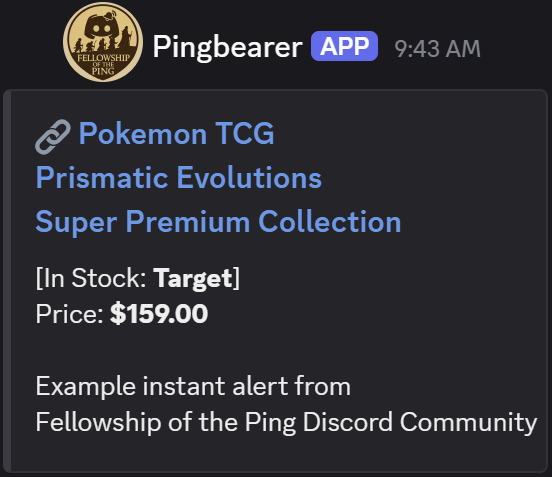 FELLOWSHIP
OF THE
PING
Pingbearer APP 9:43 AM
Pokemon TCG
Prismatic Evolutions
Super Premium Collection
[In Stock: Target]
Price: $159.00
Example instant alert from
Fellowship of the Ping Discord Community